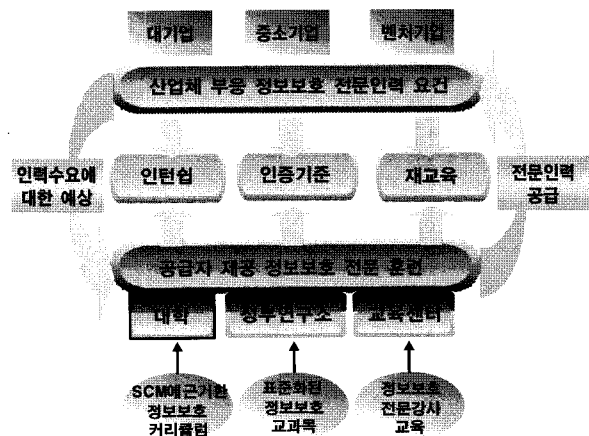 대기업 중소기업 벤처기업
산업체 부응 정보보호 전문인력 요건
인력수요에
대한 예상
인턴쉽 인증기준 재교육
전문인력
공급
공급자 제공 정보보호 전문 훈련
대학 정부연구소 교육센터
SCM에근거한
정보보호
커리큘럼
표준화된
정보보호
교과목
정보보호
전문강사
교육